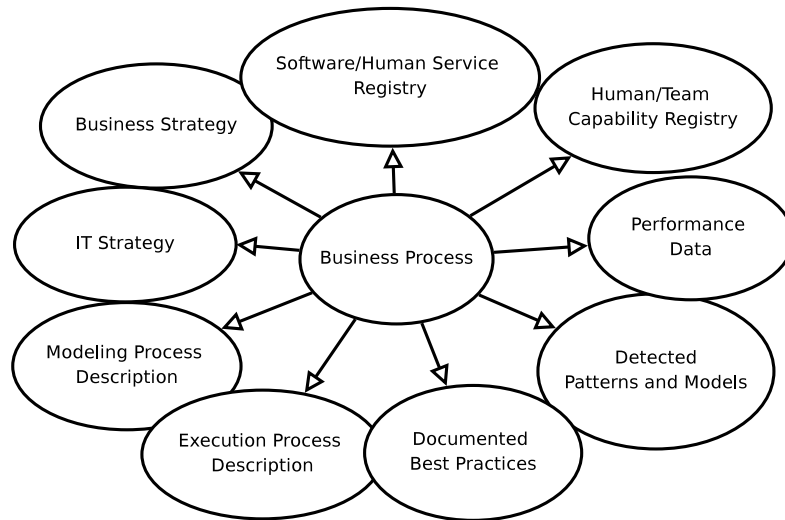 Software/Human Service
Registry
Human/Team
Capability Registry
Business Strategy
IT Strategy
Business Process
Performance
Data
Modeling Process
Description
Detected
Patterns and Models
Execution Process
Description
Documented
Best Practices